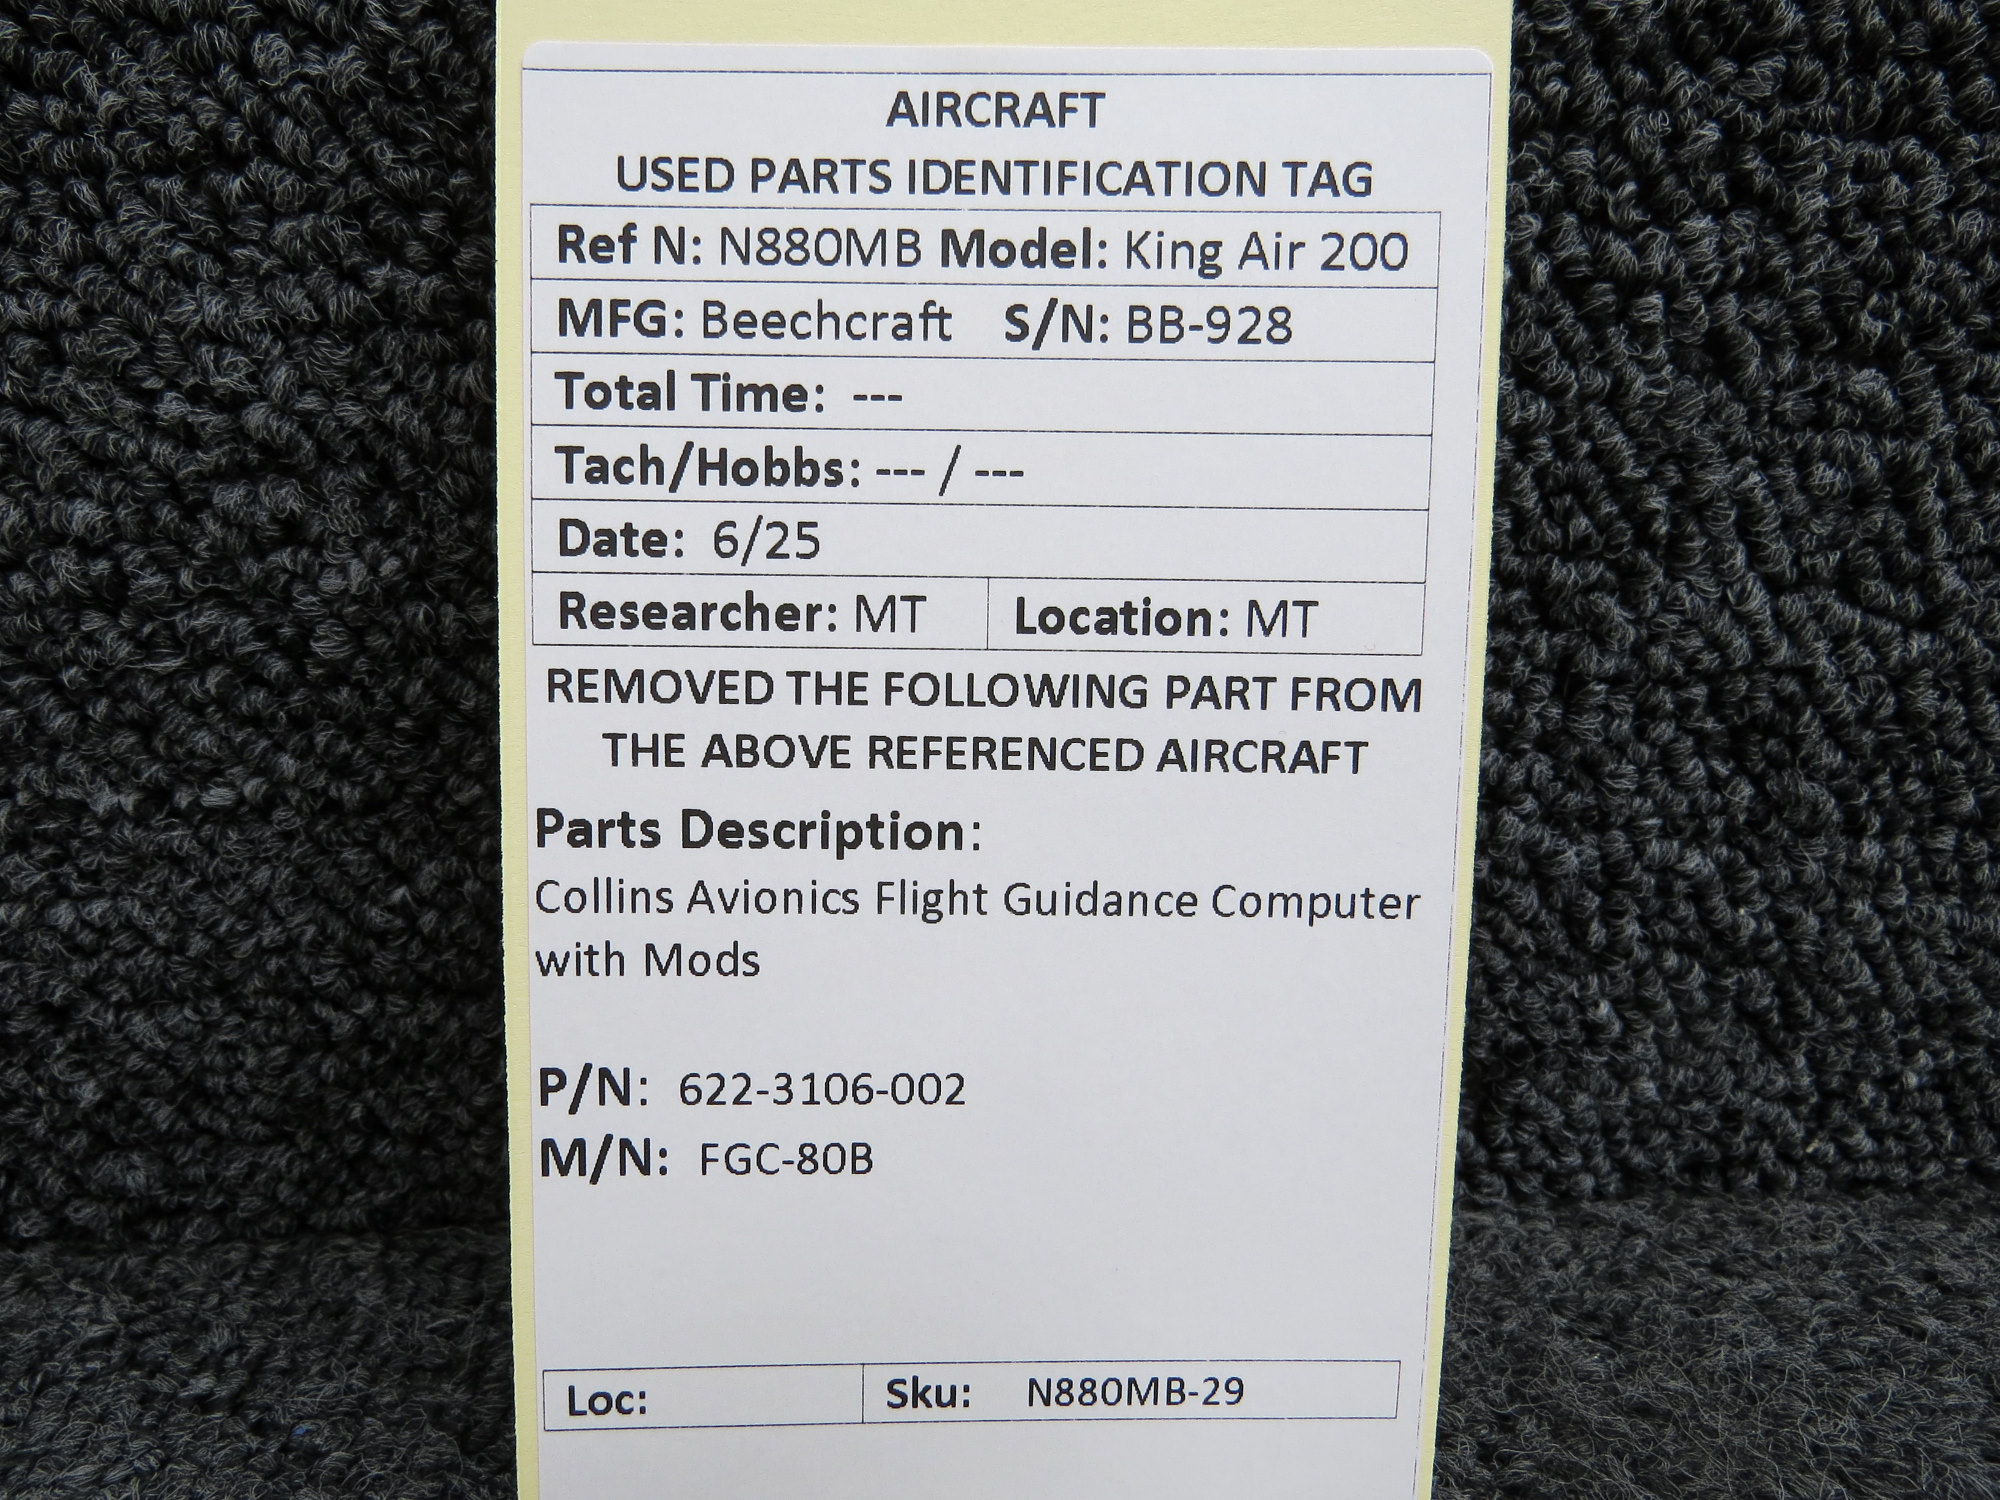 AIRCRAFT
USED PARTS IDENTIFICATION TAG
Ref N: N880MB Model: King Air 200
MFG: Beechcraft S/N: BB-928
Total Time: ---
Tach/Hobbs: --- / ---
Date: 6/25
Researcher: MT Location: MT
REMOVED THE FOLLOWING PART FROM
THE ABOVE REFERENCED AIRCRAFT
Parts Description:
Collins Avionics Flight Guidance Computer
with Mods
P/N: 622-3106-002
M/N: FGC-80B
Loc: Sku: N880MB-29